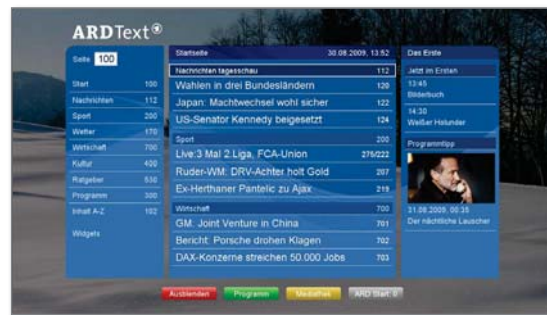 ARDText
Seite 100
Start 100
Nachrichten 112
Sport 200
Wetter 170
Wirtschaft 700
Kultur 400
Ratgeber 530
Programm 300
Inhalt A-Z 102
Widgets
Startseite 30.08.2009, 13:52
Nachrichten tagesschau 112
Wahlen in drei Bundesländern 120
Japan: Machtwechsel wohl sicher 122
US-Senator Kennedy beigesetzt 124
Sport 200
Live:3 Mal 2.Liga, FCA-Union 275/222
Ruder-WM: DRV-Achter holt Gold 207
Ex-Herthaner Pantelic zu Ajax 219
Wirtschaft 700
GM: Joint Venture in China 701
Bericht: Porsche drohen Klagen 702
DAX-Konzerne streichen 50.000 Jobs 703
Das Erste
Jetzt im Ersten
13:45
Bilderbuch
14:30
Weißer Holunder
Programmtipp
31.08.2009, 00:35
Der nächtliche Lauscher
Ausblenden Programm Mediathek ARD Start: 0